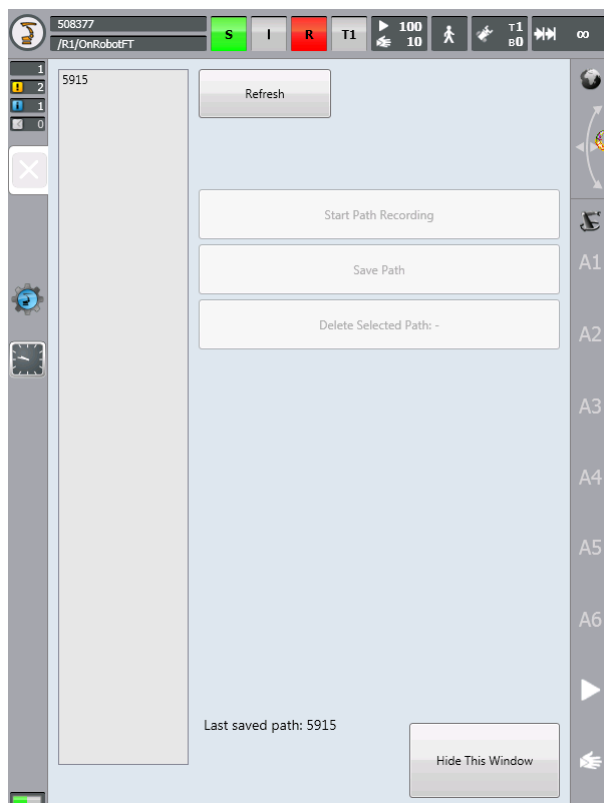 508377
/R1/OnRobotFT
S I R T1
100
10
T1
B0
∞
1
2
1
0
5915
Refresh
Start Path Recording
Save Path
Delete Selected Path: -
Last saved path: 5915
Hide This Window
A1
A2
A3
A4
A5
A6